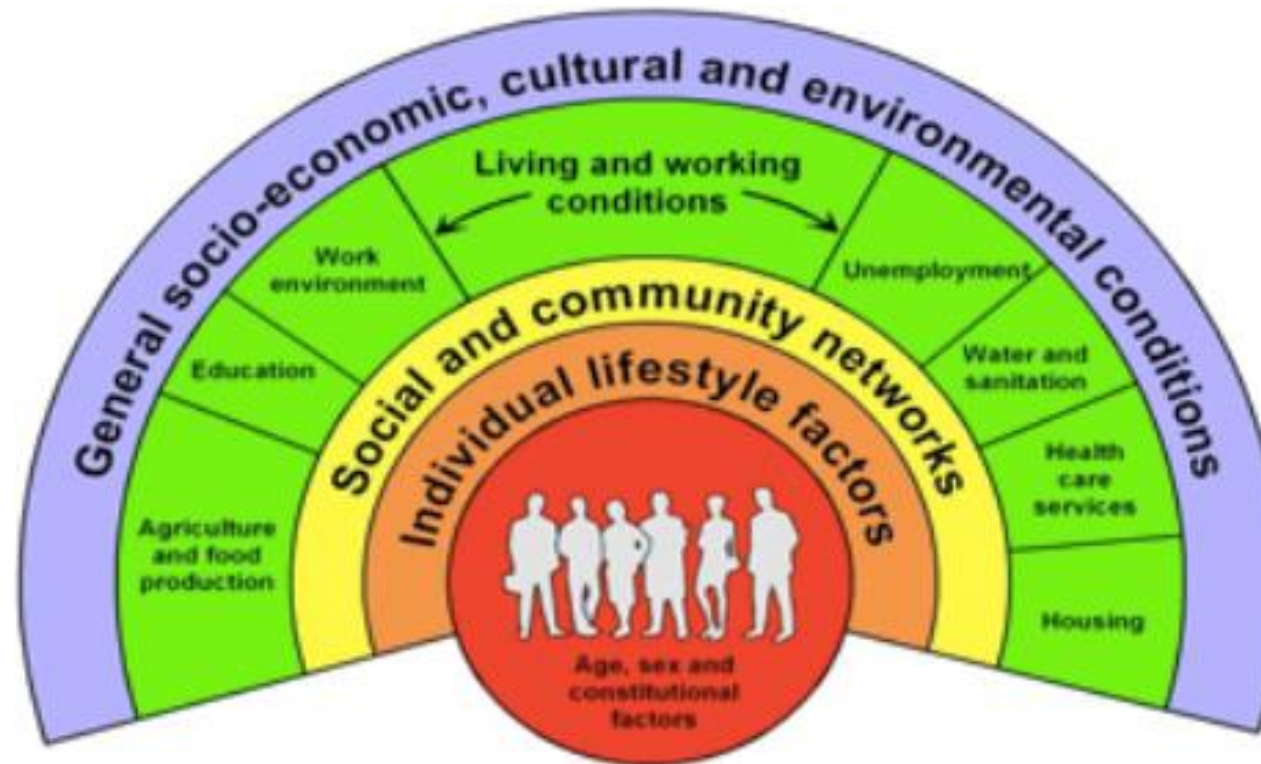 General socio-economic, cultural and environmental conditions
Living and working
conditions
Work
environment
Education
Agriculture
and food
production
Unemployment
Water and
sanitation
Health
care
services
Housing
Social and community networks
Individual lifestyle factors
Age, sex and
constitutional
factors